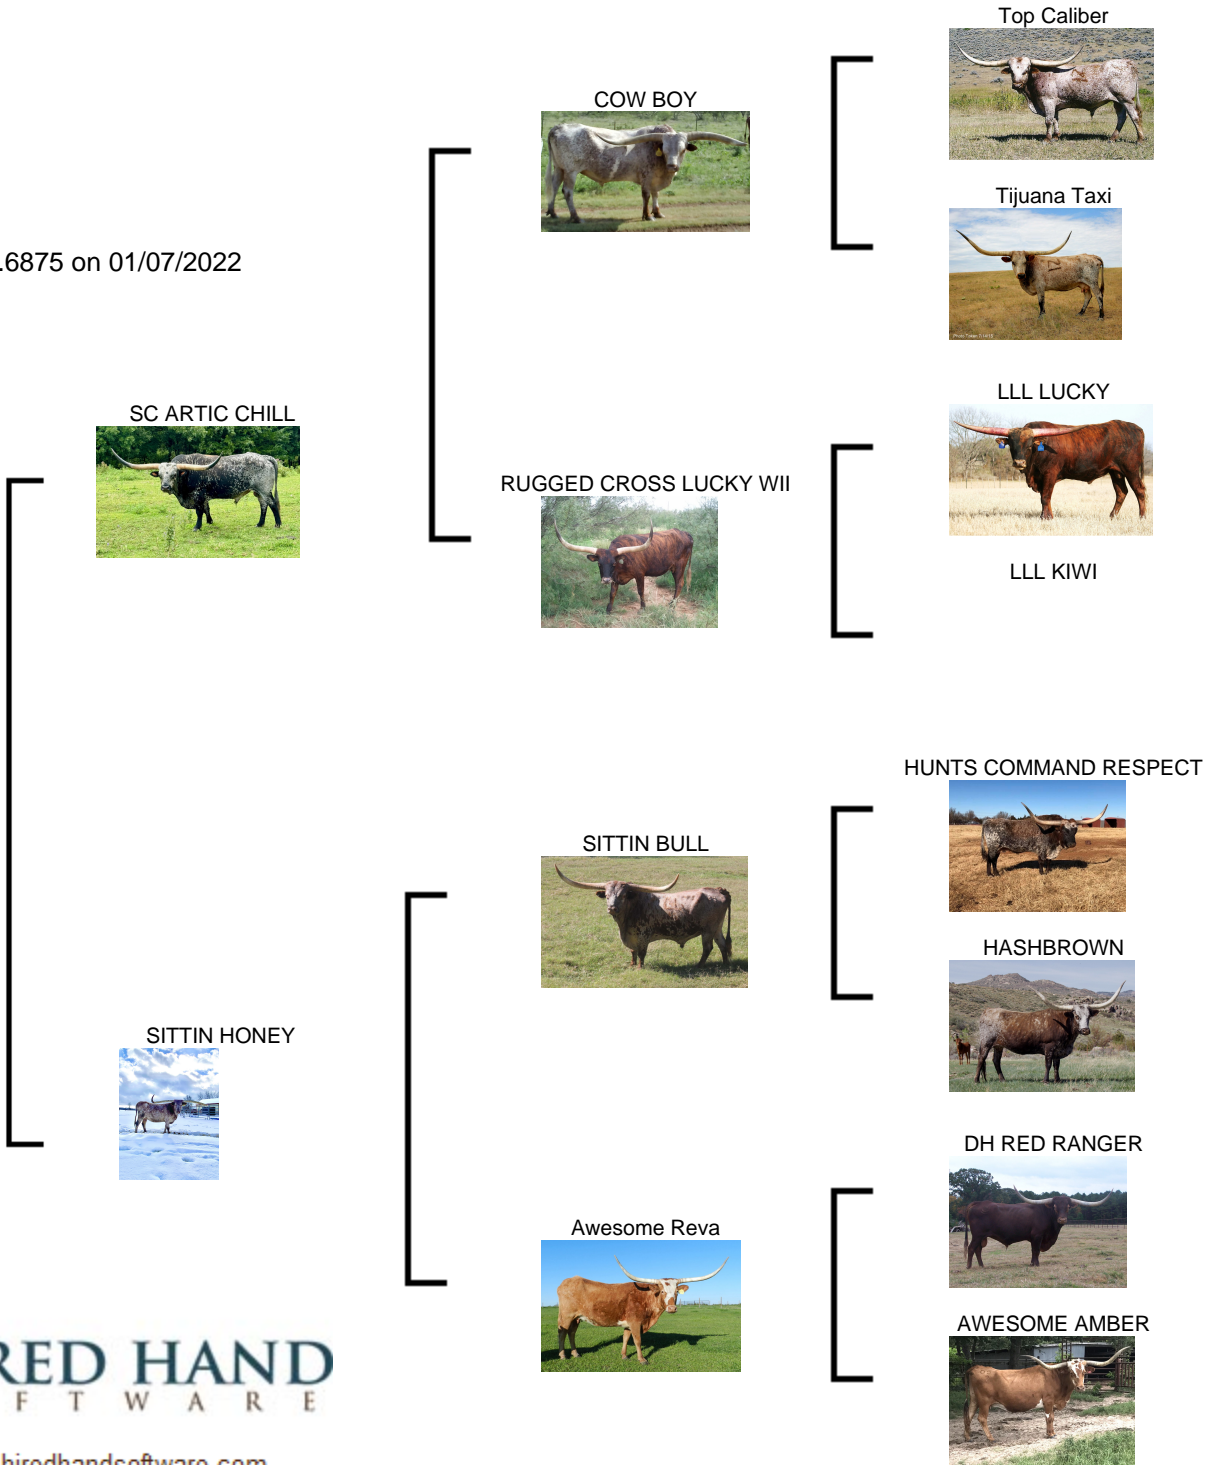 Top Caliber
COW BOY
Tijuana Taxi
.6875 on 01/07/2022
LLL LUCKY
SC ARTIC CHILL
RUGGED CROSS LUCKY WII
LLL KIWI
HUNTS COMMAND RESPECT
SITTIN BULL
HASHBROWN
SITTIN HONEY
DH RED RANGER
Awesome Reva
AWESOME AMBER
RED HAND
F T W A R E
hiredhandsoftware.com